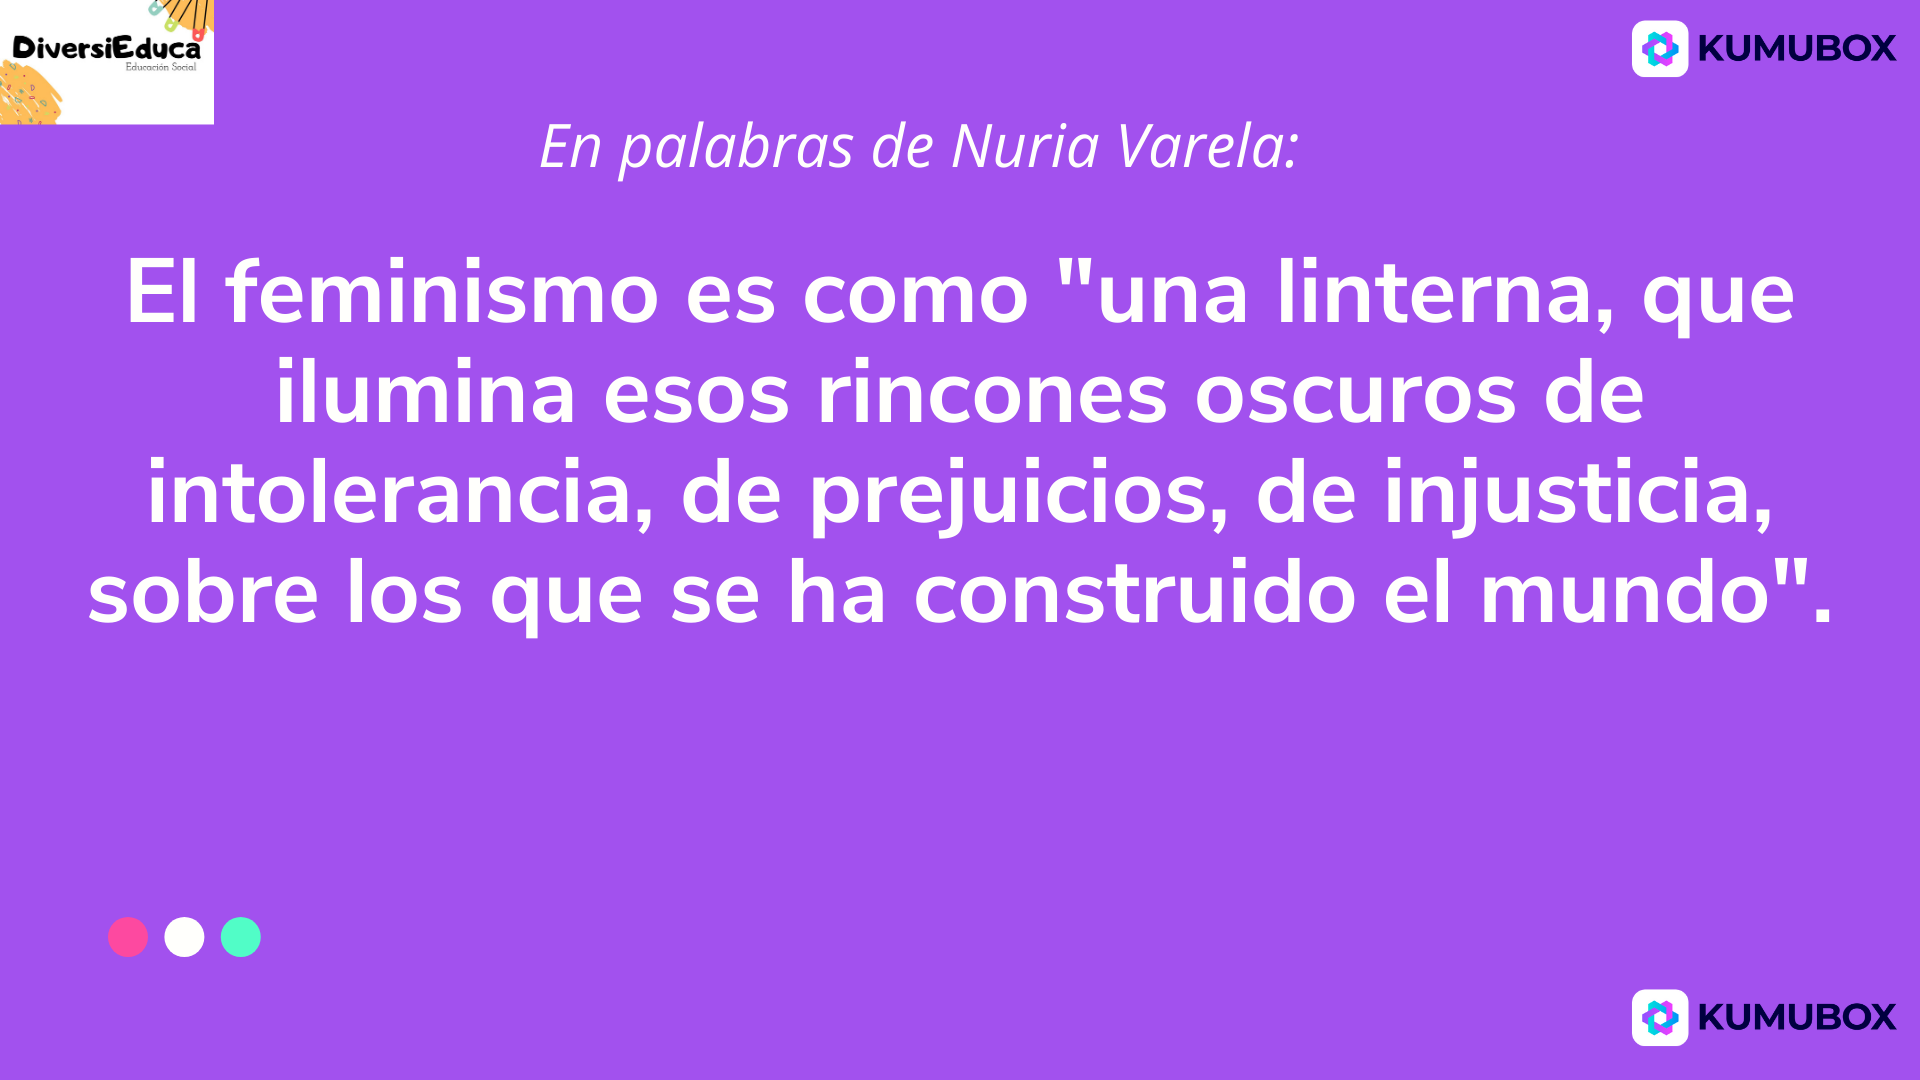 DiversiEduca
Educación Social
KUMUBOX
En palabras de Nuria Varela:
El feminismo es como "una linterna, que
ilumina esos rincones oscuros de
intolerancia, de prejuicios, de injusticia,
sobre los que se ha construido el mundo".
KUMUBOX